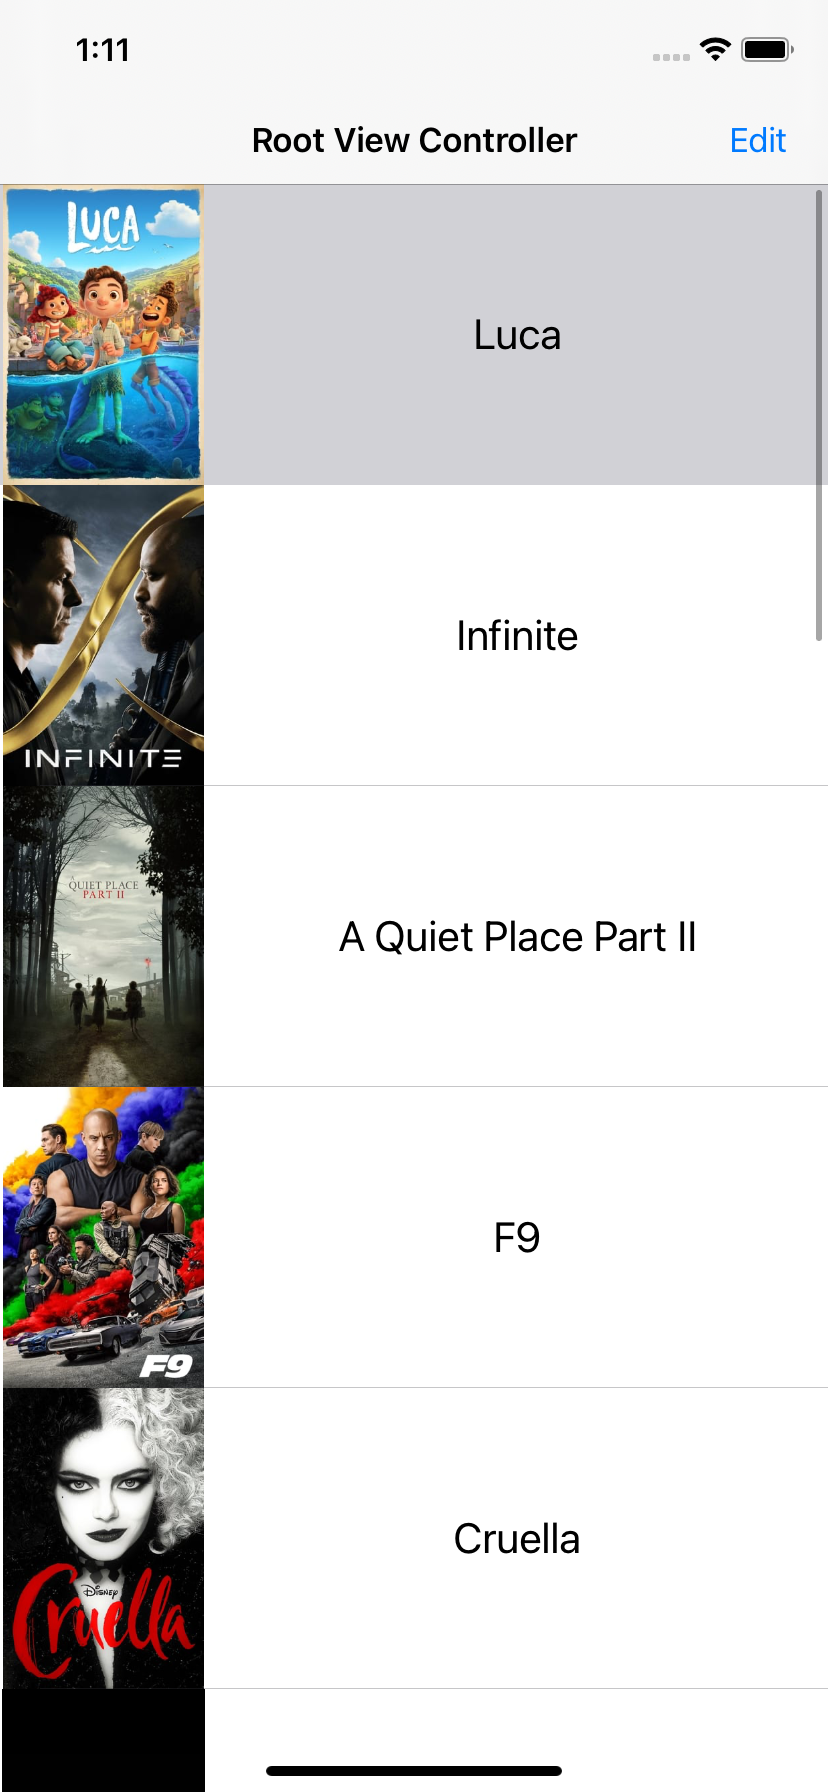 1:11
Root View Controller
Edit
LUCA
Luca
INFINITE
Infinite
A
QUIET PLACE
PART II
A Quiet Place Part II
F9
F9
Disney
Cruella
Cruella